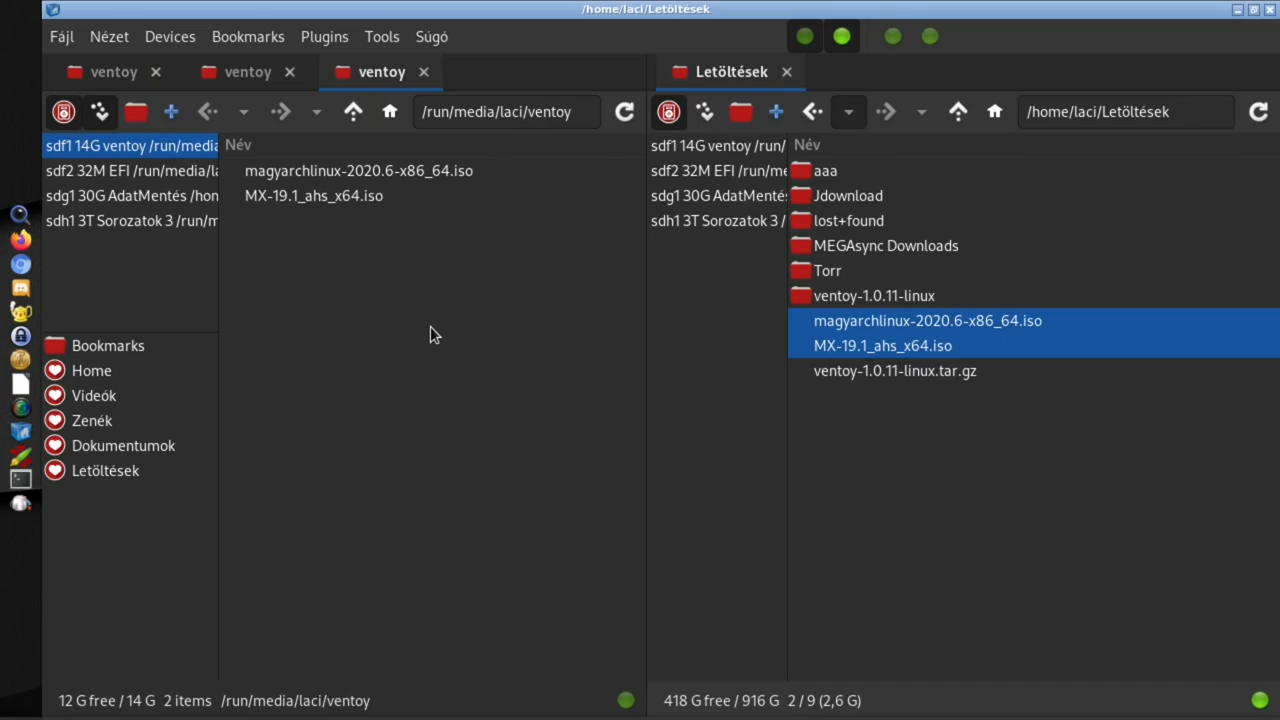 /home/laci/Letöltések
Fájl Nézet Devices Bookmarks Plugins Tools Súgó
ventoy ventoy ventoy
/run/media/laci/ventoy
sdf1 14G ventoy /run/media
sdf2 32M EFI /run/media/la
sdg1 30G AdatMentés /hon
sdh1 3T Sorozatok 3 /run/m
Név
magyarchlinux-2020.6-x86_64.iso
MX-19.1_ahs_x64.iso
Bookmarks
Home
Videók
Zenék
Dokumentumok
Letöltések
12 G free / 14 G 2 items /run/media/laci/ventoy
Letöltések
/home/laci/Letöltések
sdf1 14G ventoy /run/
sdf2 32M EFI /run/me
sdg1 30G AdatMentés
sdh1 3T Sorozatok 3 /
Név
aaa
Jdownload
lost+found
MEGAsync Downloads
Torr
ventoy-1.0.11-linux
magyarchlinux-2020.6-x86_64.iso
MX-19.1_ahs_x64.iso
ventoy-1.0.11-linux.tar.gz
418 G free / 916 G 2 / 9 (2,6 G)